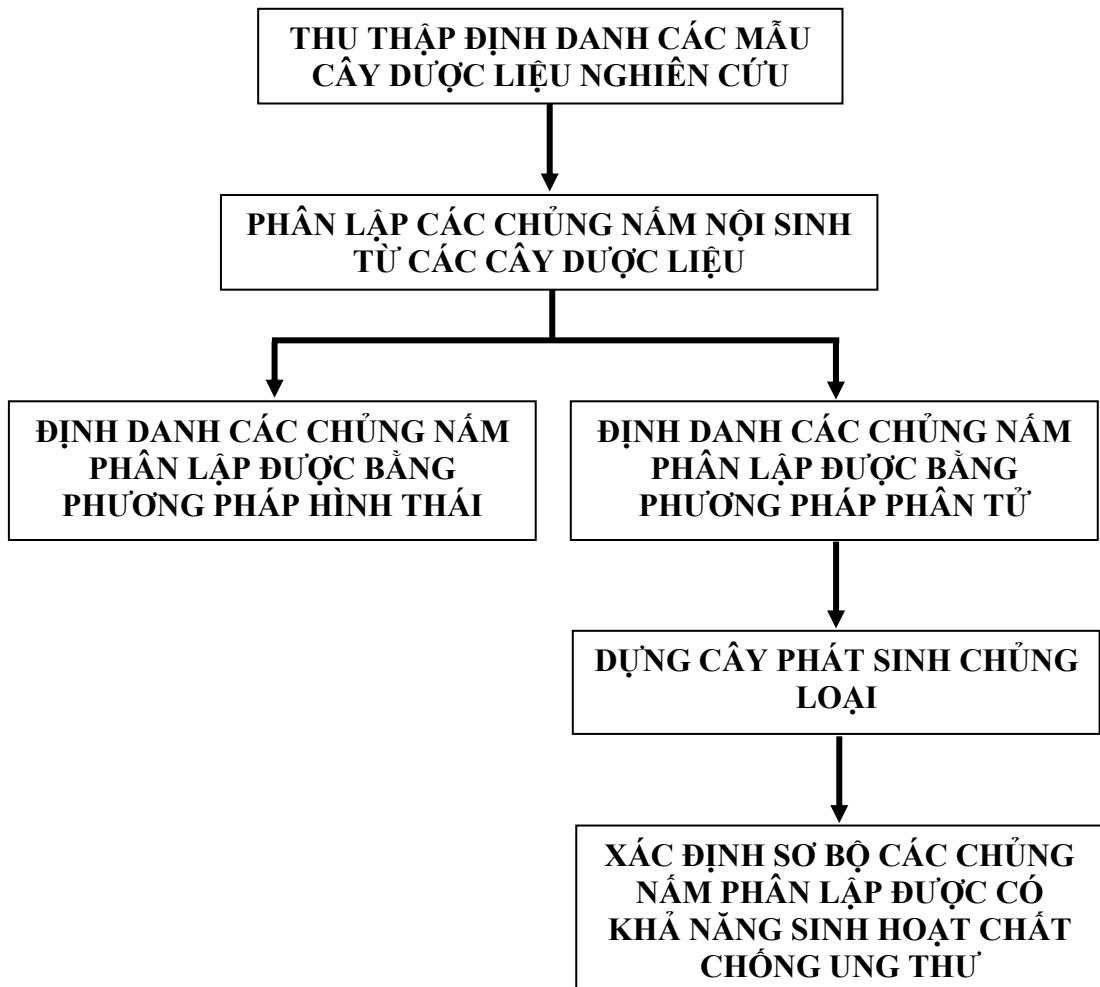 THU THẬP ĐỊNH DANH CÁC MẪU
CÂY DƯỢC LIỆU NGHIÊN CỨU
PHÂN LẬP CÁC CHỦNG NẤM NỘI SINH
TỪ CÁC CÂY DƯỢC LIỆU
ĐỊNH DANH CÁC CHỦNG NẤM
PHÂN LẬP ĐƯỢC BẰNG
PHƯƠNG PHÁP HÌNH THÁI
ĐỊNH DANH CÁC CHỦNG NẤM
PHÂN LẬP ĐƯỢC BẰNG
PHƯƠNG PHÁP PHÂN TỬ
DỰNG CÂY PHÁT SINH CHỦNG
LOẠI
XÁC ĐỊNH SƠ BỘ CÁC CHỦNG
NẤM PHÂN LẬP ĐƯỢC CÓ
KHẢ NĂNG SINH HOẠT CHẤT
CHỐNG UNG THƯ